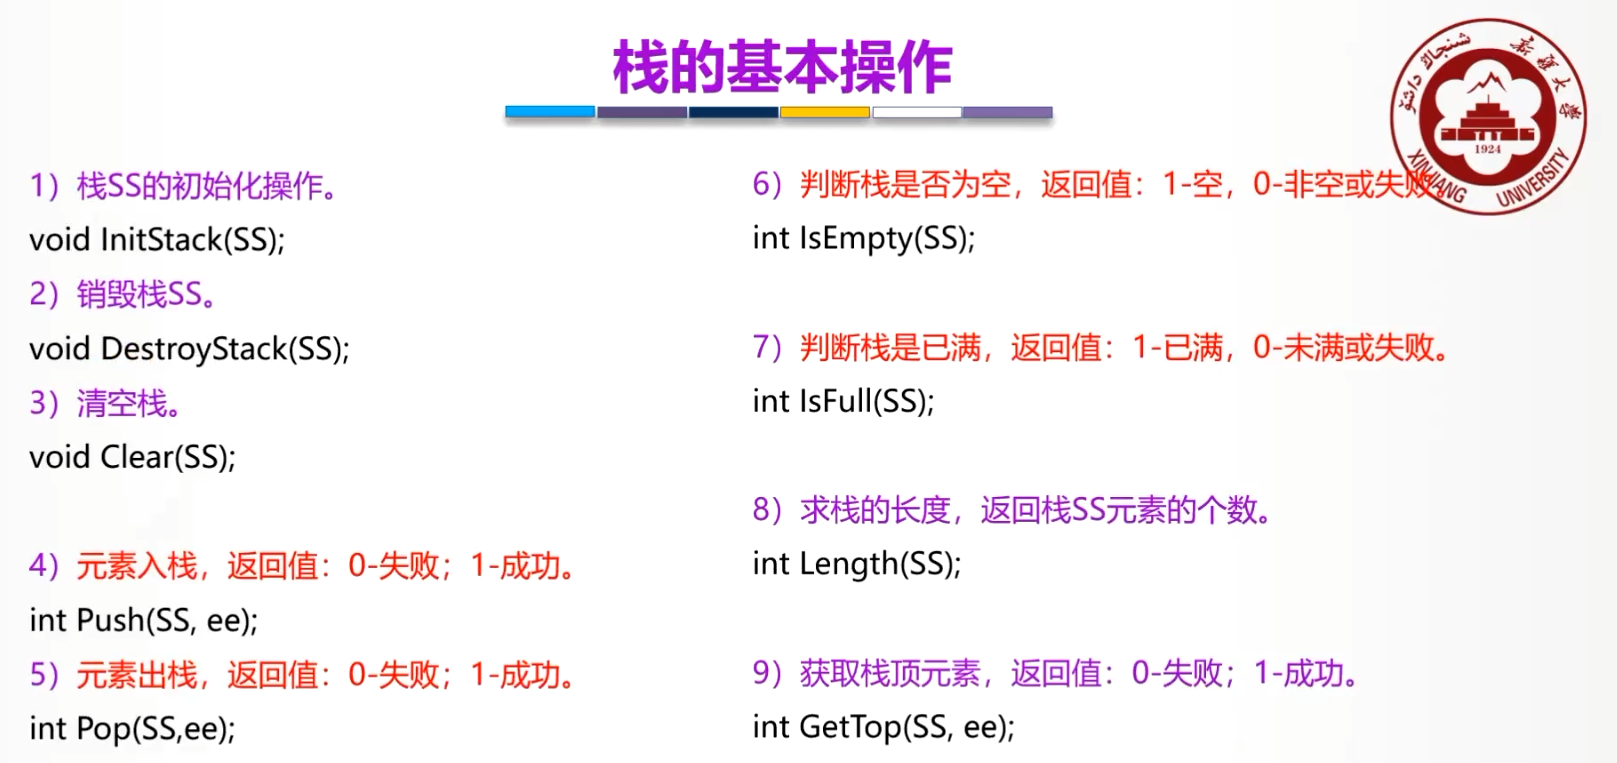 栈的基本操作
1）栈SS的初始化操作。
void InitStack(SS);
2）销毁栈SS。
void DestroyStack(SS);
3）清空栈。
void Clear(SS);
4）元素入栈，返回值：0-失败；1-成功。
int Push(SS, ee);
5）元素出栈，返回值：0-失败；1-成功。
int Pop(SS,ee);
6）判断栈是否为空，返回值：1-空，0-非空或失败。
int IsEmpty(SS);
7）判断栈是已满，返回值：1-已满，0-未满或失败。
int IsFull(SS);
8）求栈的长度，返回栈SS元素的个数。
int Length(SS);
9）获取栈顶元素，返回值：0-失败；1-成功。
int GetTop(SS, ee);
شىنجاڭ داشۆ
新疆大学
1924
XINJIANG UNIVERSITY